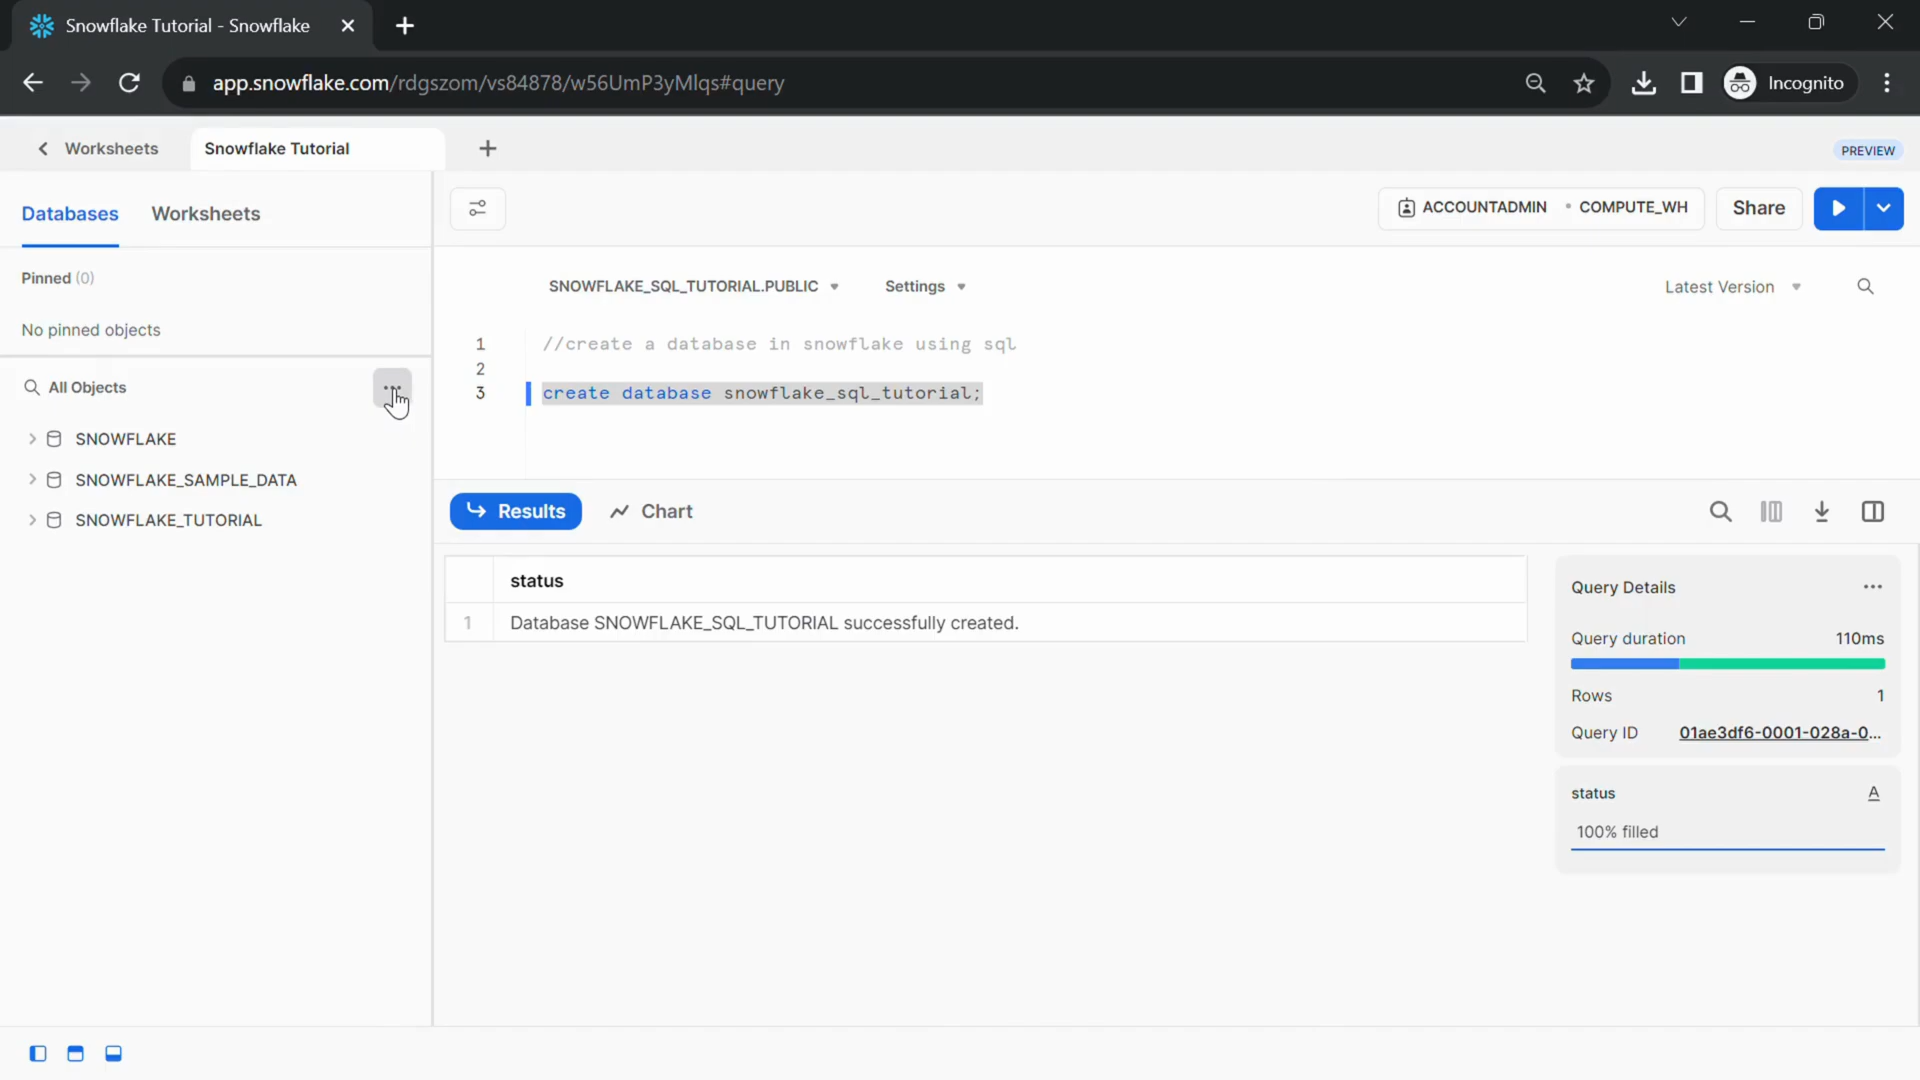 Snowflake Tutorial - Snowflake
app.snowflake.com/rdgszom/vs84878/w56UmP3yMlqs#query
Incognito
Worksheets
Snowflake Tutorial
PREVIEW
Databases
Worksheets
ACCOUNTADMIN
COMPUTE_WH
Share
Pinned (0)
No pinned objects
All Objects
SNOWFLAKE
SNOWFLAKE_SAMPLE_DATA
SNOWFLAKE_TUTORIAL
SNOWFLAKE_SQL_TUTORIAL.PUBLIC
Settings
Latest Version
1 //create a database in snowflake using sql
2
3 create database snowflake_sql_tutorial;
Results
Chart
status
1 Database SNOWFLAKE_SQL_TUTORIAL successfully created.
Query Details
Query duration 110ms
Rows 1
Query ID 01ae3df6-0001-028a-0...
status A
100% filled